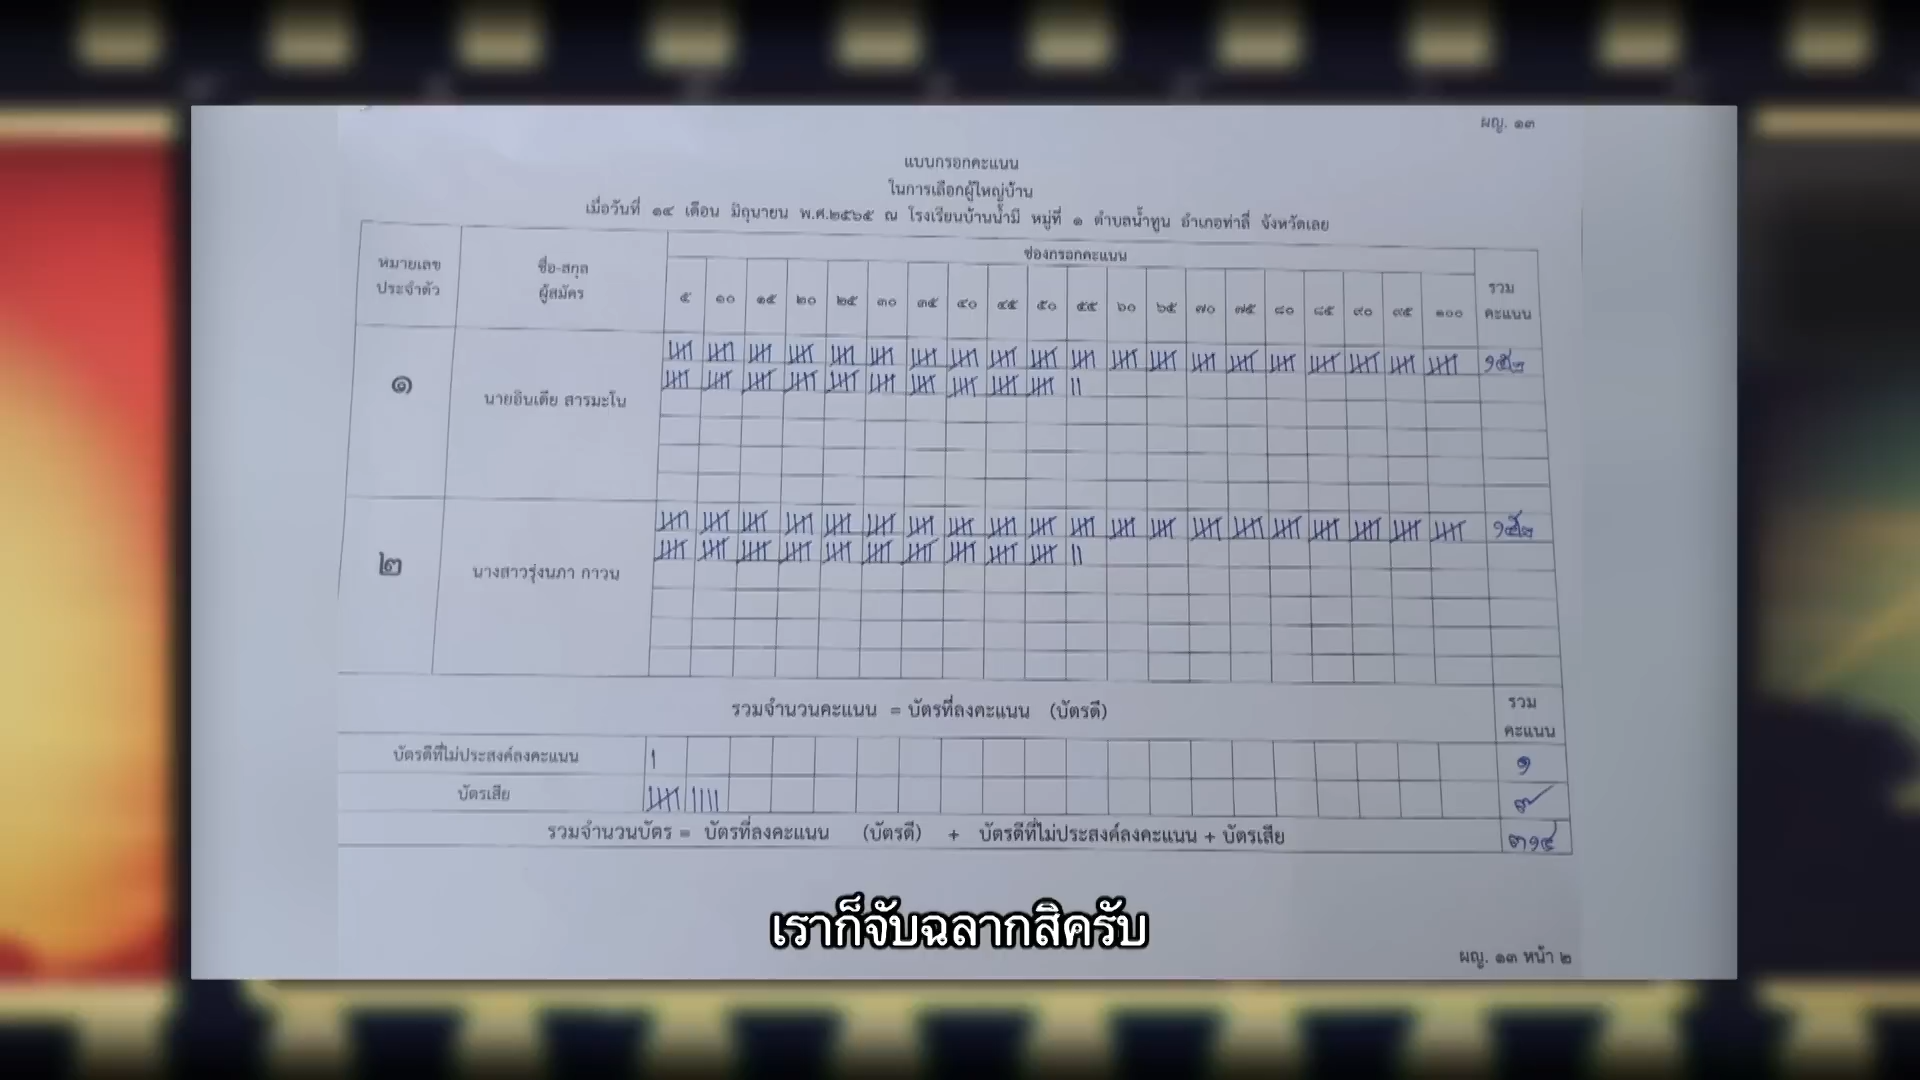 ผญ. ๑๓
แบบกรอกคะแนน
ในการเลือกผู้ใหญ่บ้าน
เมื่อวันที่ ๑๔ เดือน มิถุนายน พ.ศ.๒๕๖๕ ณ โรงเรียนบ้านน้ำมี หมู่ที่ ๑ ตำบลน้ำทูน อำเภอท่าลี่ จังหวัดเลย
หมายเลข
ประจำตัว
ชื่อ-สกุล
ผู้สมัคร
ช่องกรอกคะแนน
๕ ๑๐ ๑๕ ๒๐ ๒๕ ๓๐ ๓๕ ๔๐ ๔๕ ๕๐ ๕๕ ๖๐ ๖๕ ๗๐ ๗๕ ๘๐ ๘๕ ๙๐ ๙๕ ๑๐๐
รวม
คะแนน
๑ นายอินเดีย สารมะโน ๑๕๒
๒ นางสาวรุ่งนภา กาวน ๑๕๒
รวมจำนวนคะแนน = บัตรที่ลงคะแนน (บัตรดี)
รวม
คะแนน
บัตรดีที่ไม่ประสงค์ลงคะแนน ๑
บัตรเสีย ๙
รวมจำนวนบัตร = บัตรที่ลงคะแนน (บัตรดี) + บัตรดีที่ไม่ประสงค์ลงคะแนน + บัตรเสีย ๓๑๔
เราก็จับฉลากสิครับ
ผญ. ๑๓ หน้า ๒